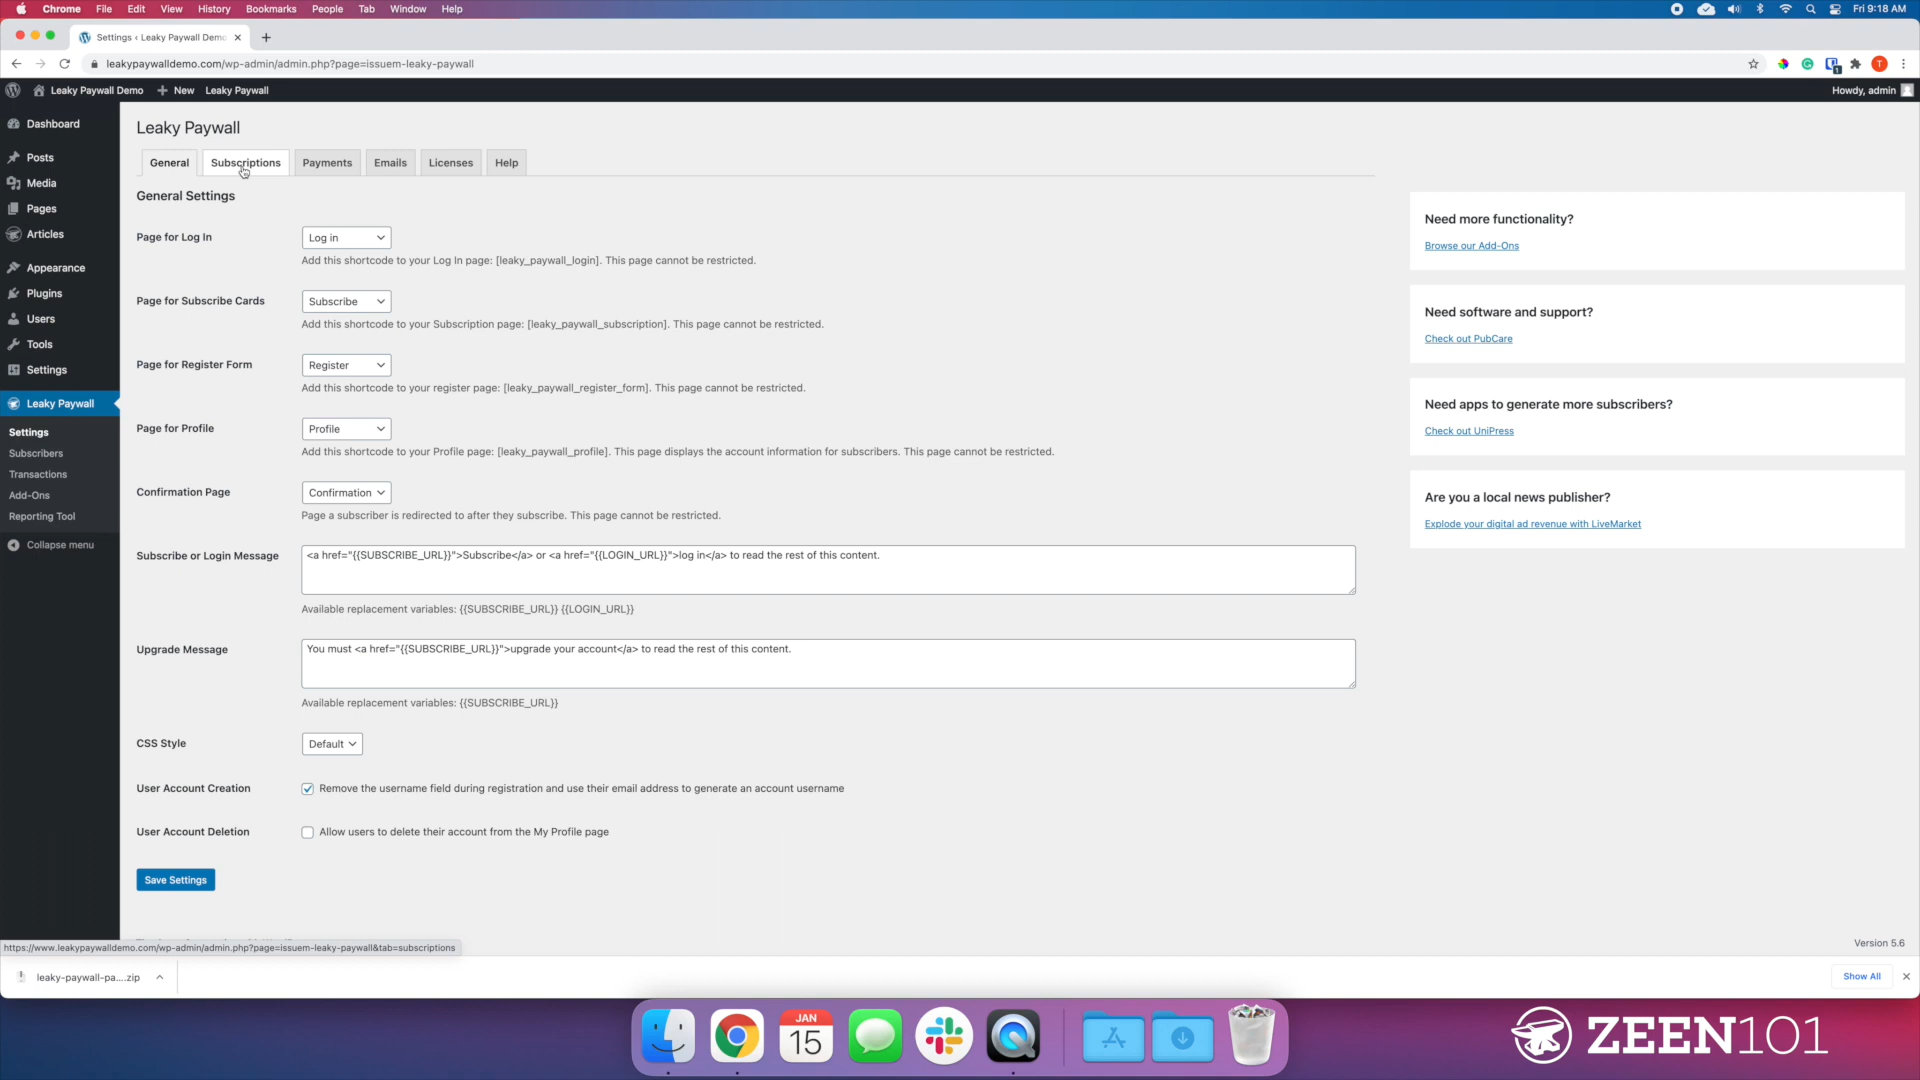 Chrome File Edit View History Bookmarks People Tab Window Help Fri 9:18 AM
Settings ‹ Leaky Paywall Demo
leakypaywalldemo.com/wp-admin/admin.php?page=issuem-leaky-paywall
T
Leaky Paywall Demo New Leaky Paywall Howdy, admin
Dashboard
Posts
Media
Pages
Articles
Appearance
Plugins
Users
Tools
Settings
Leaky Paywall
Settings
Subscribers
Transactions
Add-Ons
Reporting Tool
Collapse menu
Leaky Paywall
General Subscriptions Payments Emails Licenses Help
General Settings
Page for Log In
Log in
Add this shortcode to your Log In page: [leaky_paywall_login]. This page cannot be restricted.
Page for Subscribe Cards
Subscribe
Add this shortcode to your Subscription page: [leaky_paywall_subscription]. This page cannot be restricted.
Page for Register Form
Register
Add this shortcode to your register page: [leaky_paywall_register_form]. This page cannot be restricted.
Page for Profile
Profile
Add this shortcode to your Profile page: [leaky_paywall_profile]. This page displays the account information for subscribers. This page cannot be restricted.
Confirmation Page
Confirmation
Page a subscriber is redirected to after they subscribe. This page cannot be restricted.
Subscribe or Login Message
<a href="{{SUBSCRIBE_URL}}">Subscribe</a> or <a href="{{LOGIN_URL}}">log in</a> to read the rest of this content.
Available replacement variables: {{SUBSCRIBE_URL}} {{LOGIN_URL}}
Upgrade Message
You must <a href="{{SUBSCRIBE_URL}}">upgrade your account</a> to read the rest of this content.
Available replacement variables: {{SUBSCRIBE_URL}}
CSS Style
Default
User Account Creation
Remove the username field during registration and use their email address to generate an account username
User Account Deletion
Allow users to delete their account from the My Profile page
Save Settings
Need more functionality?
Browse our Add-Ons
Need software and support?
Check out PubCare
Need apps to generate more subscribers?
Check out UniPress
Are you a local news publisher?
Explode your digital ad revenue with LiveMarket
Version 5.6
https://www.leakypaywalldemo.com/wp-admin/admin.php?page=issuem-leaky-paywall&tab=subscriptions
leaky-paywall-pa....zip
Show All
JAN
15
ZEEN101